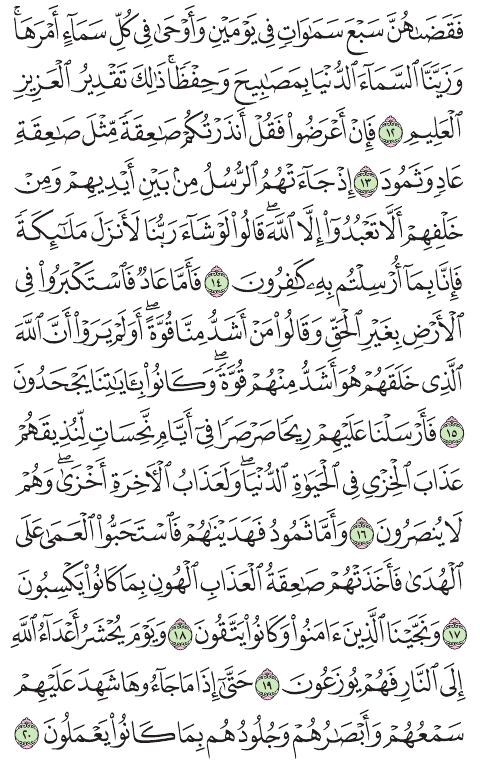 فَقَضَىٰهُنَّ سَبْعَ سَمَٰوَاتٍ فِى يَوْمَيْنِ وَأَوْحَىٰ فِى كُلِّ سَمَآءٍ أَمْرَهَا ۚ
وَزَيَّنَّا ٱلسَّمَآءَ ٱلدُّنْيَا بِمَصَٰبِيحَ وَحِفْظًا ۚ ذَٰلِكَ تَقْدِيرُ ٱلْعَزِيزِ
ٱلْعَلِيمِ ١٢ فَإِنْ أَعْرَضُوا۟ فَقُلْ أَنذَرْتُكُمْ صَٰعِقَةً مِّثْلَ صَٰعِقَةِ
عَادٍ وَثَمُودَ ١٣ إِذْ جَآءَتْهُمُ ٱلرُّسُلُ مِنۢ بَيْنِ أَيْدِيهِمْ وَمِنْ
خَلْفِهِمْ أَلَّا تَعْبُدُوٓا۟ إِلَّا ٱللَّهَ ۖ قَالُوا۟ لَوْ شَآءَ رَبُّنَا لَأَنزَلَ مَلَٰٓئِكَةً
فَإِنَّا بِمَآ أُرْسِلْتُم بِهِۦ كَٰفِرُونَ ١٤ فَأَمَّا عَادٌ فَٱسْتَكْبَرُوا۟ فِى
ٱلْأَرْضِ بِغَيْرِ ٱلْحَقِّ وَقَالُوا۟ مَنْ أَشَدُّ مِنَّا قُوَّةً ۖ أَوَلَمْ يَرَوْا۟ أَنَّ ٱللَّهَ
ٱلَّذِى خَلَقَهُمْ هُوَ أَشَدُّ مِنْهُمْ قُوَّةً ۖ وَكَانُوا۟ بِـَٔايَٰتِنَا يَجْحَدُونَ
١٥ فَأَرْسَلْنَا عَلَيْهِمْ رِيحًا صَرْصَرًا فِىٓ أَيَّامٍ نَّحِسَاتٍ لِّنُذِيقَهُمْ
عَذَابَ ٱلْخِزْىِ فِى ٱلْحَيَوٰةِ ٱلدُّنْيَا ۖ وَلَعَذَابُ ٱلْءَاخِرَةِ أَخْزَىٰ ۖ وَهُمْ
لَا يُنصَرُونَ ١٦ وَأَمَّا ثَمُودُ فَهَدَيْنَٰهُمْ فَٱسْتَحَبُّوا۟ ٱلْعَمَىٰ عَلَى
ٱلْهُدَىٰ فَأَخَذَتْهُمْ صَٰعِقَةُ ٱلْعَذَابِ ٱلْهُونِ بِمَا كَانُوا۟ يَكْسِبُونَ
١٧ وَنَجَّيْنَا ٱلَّذِينَ ءَامَنُوا۟ وَكَانُوا۟ يَتَّقُونَ ١٨ وَيَوْمَ يُحْشَرُ أَعْدَآءُ ٱللَّهِ
إِلَى ٱلنَّارِ فَهُمْ يُوزَعُونَ ١٩ حَتَّىٰٓ إِذَا مَا جَآءُوهَا شَهِدَ عَلَيْهِمْ
سَمْعُهُمْ وَأَبْصَٰرُهُمْ وَجُلُودُهُم بِمَا كَانُوا۟ يَعْمَلُونَ ٢٠